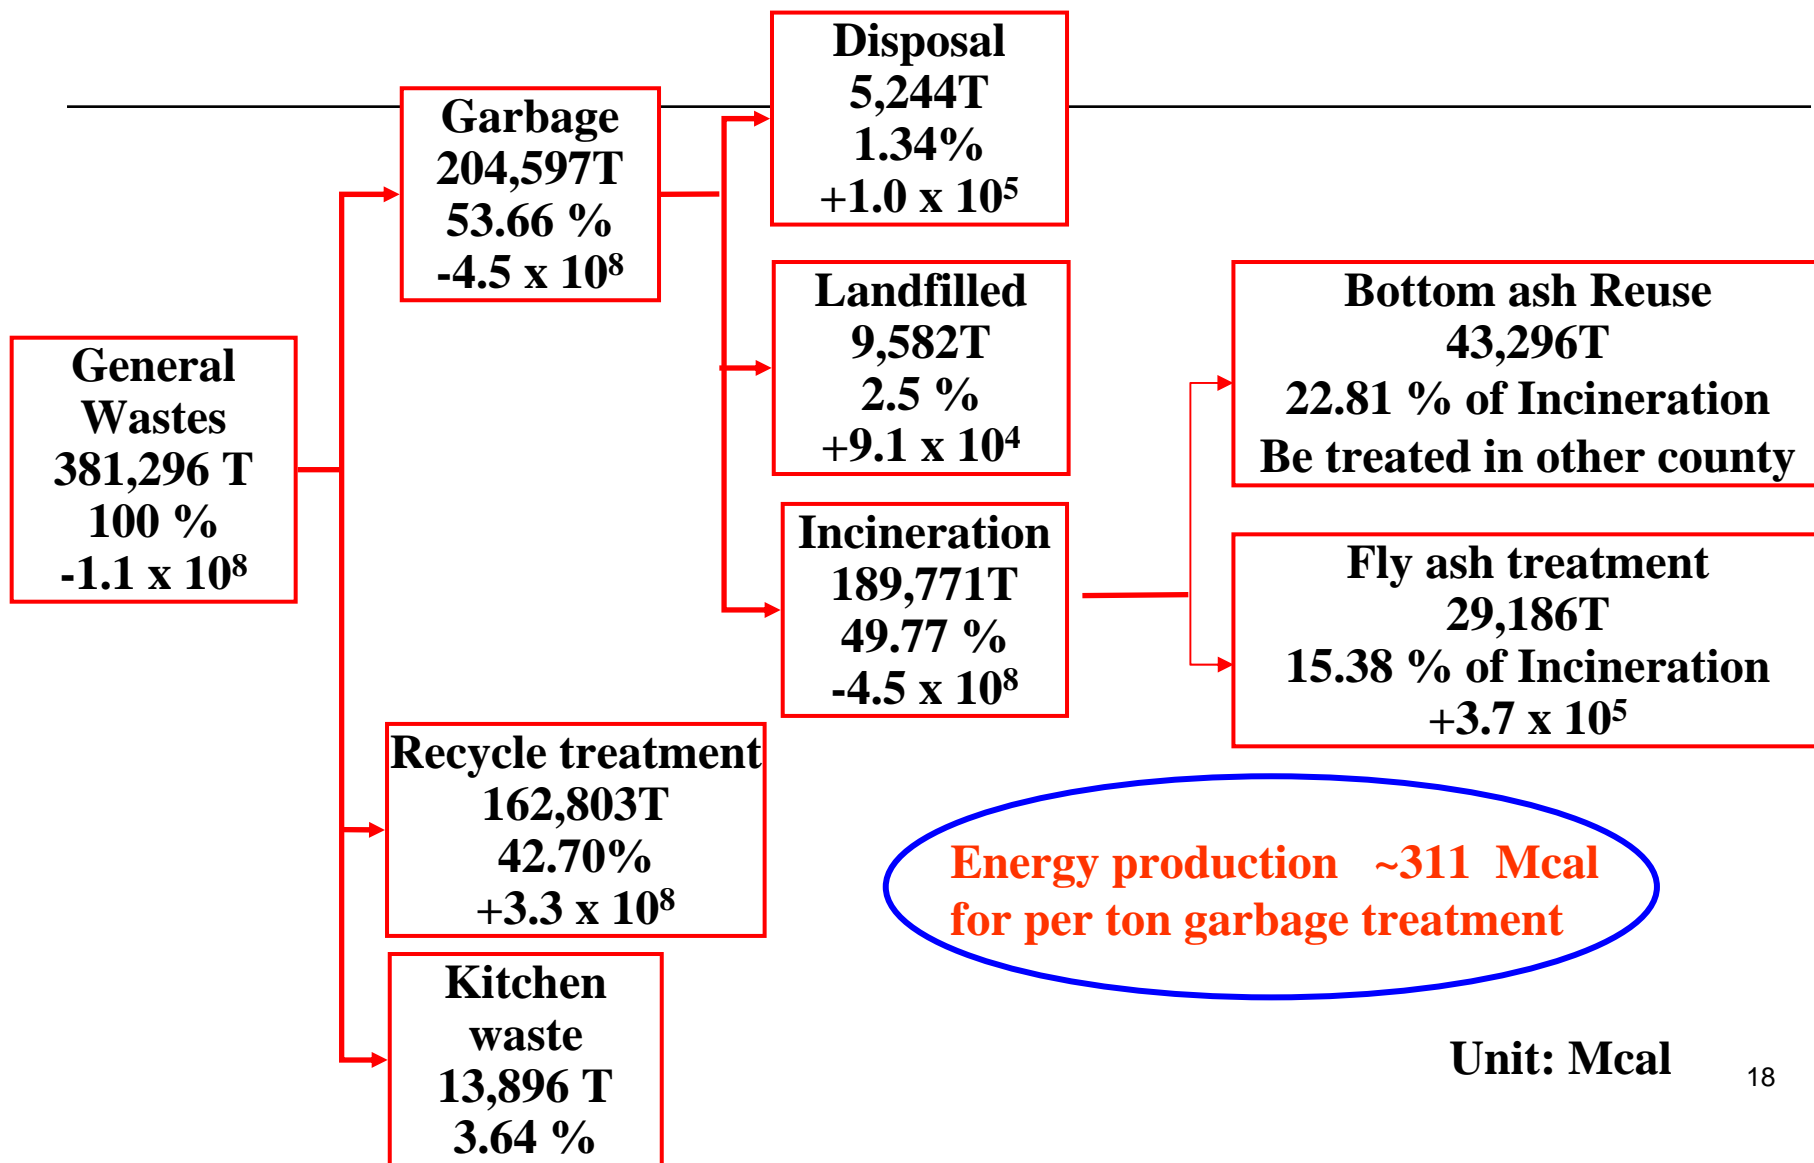 General
Wastes
381,296 T
100 %
-1.1 x 10⁸
Garbage
204,597T
53.66 %
-4.5 x 10⁸
Disposal
5,244T
1.34%
+1.0 x 10⁵
Landfilled
9,582T
2.5 %
+9.1 x 10⁴
Incineration
189,771T
49.77 %
-4.5 x 10⁸
Bottom ash Reuse
43,296T
22.81 % of Incineration
Be treated in other county
Fly ash treatment
29,186T
15.38 % of Incineration
+3.7 x 10⁵
Recycle treatment
162,803T
42.70%
+3.3 x 10⁸
Kitchen
waste
13,896 T
3.64 %
Energy production ~311 Mcal
for per ton garbage treatment
Unit: Mcal
18